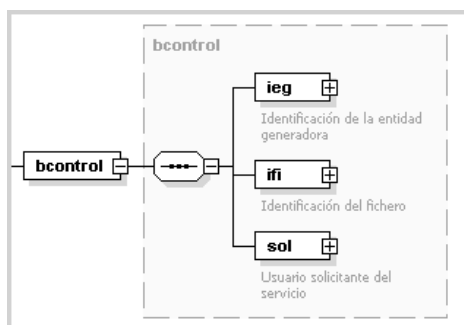 bcontrol
ieg
Identificación de la entidad
generadora
bcontrol
ifi
Identificación del fichero
sol
Usuario solicitante del
servicio